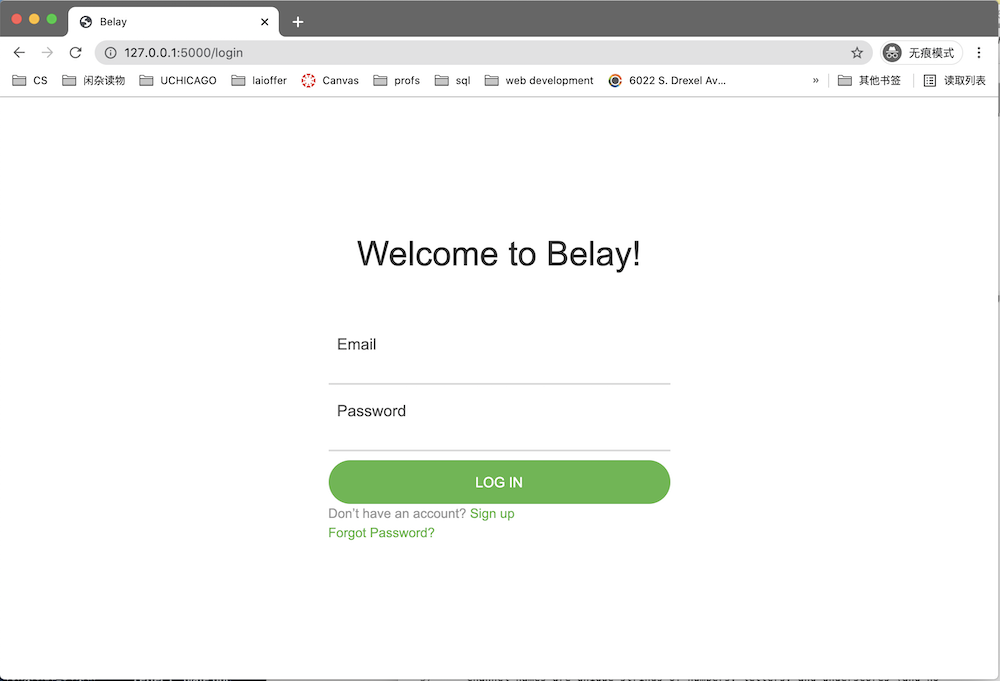 Belay
127.0.0.1:5000/login
无痕模式
CS 闲杂读物 UCHICAGO laioffer Canvas profs sql web development 6022 S. Drexel Av... » 其他书签 读取列表
Welcome to Belay!
Email
Password
LOG IN
Don't have an account? Sign up
Forgot Password?